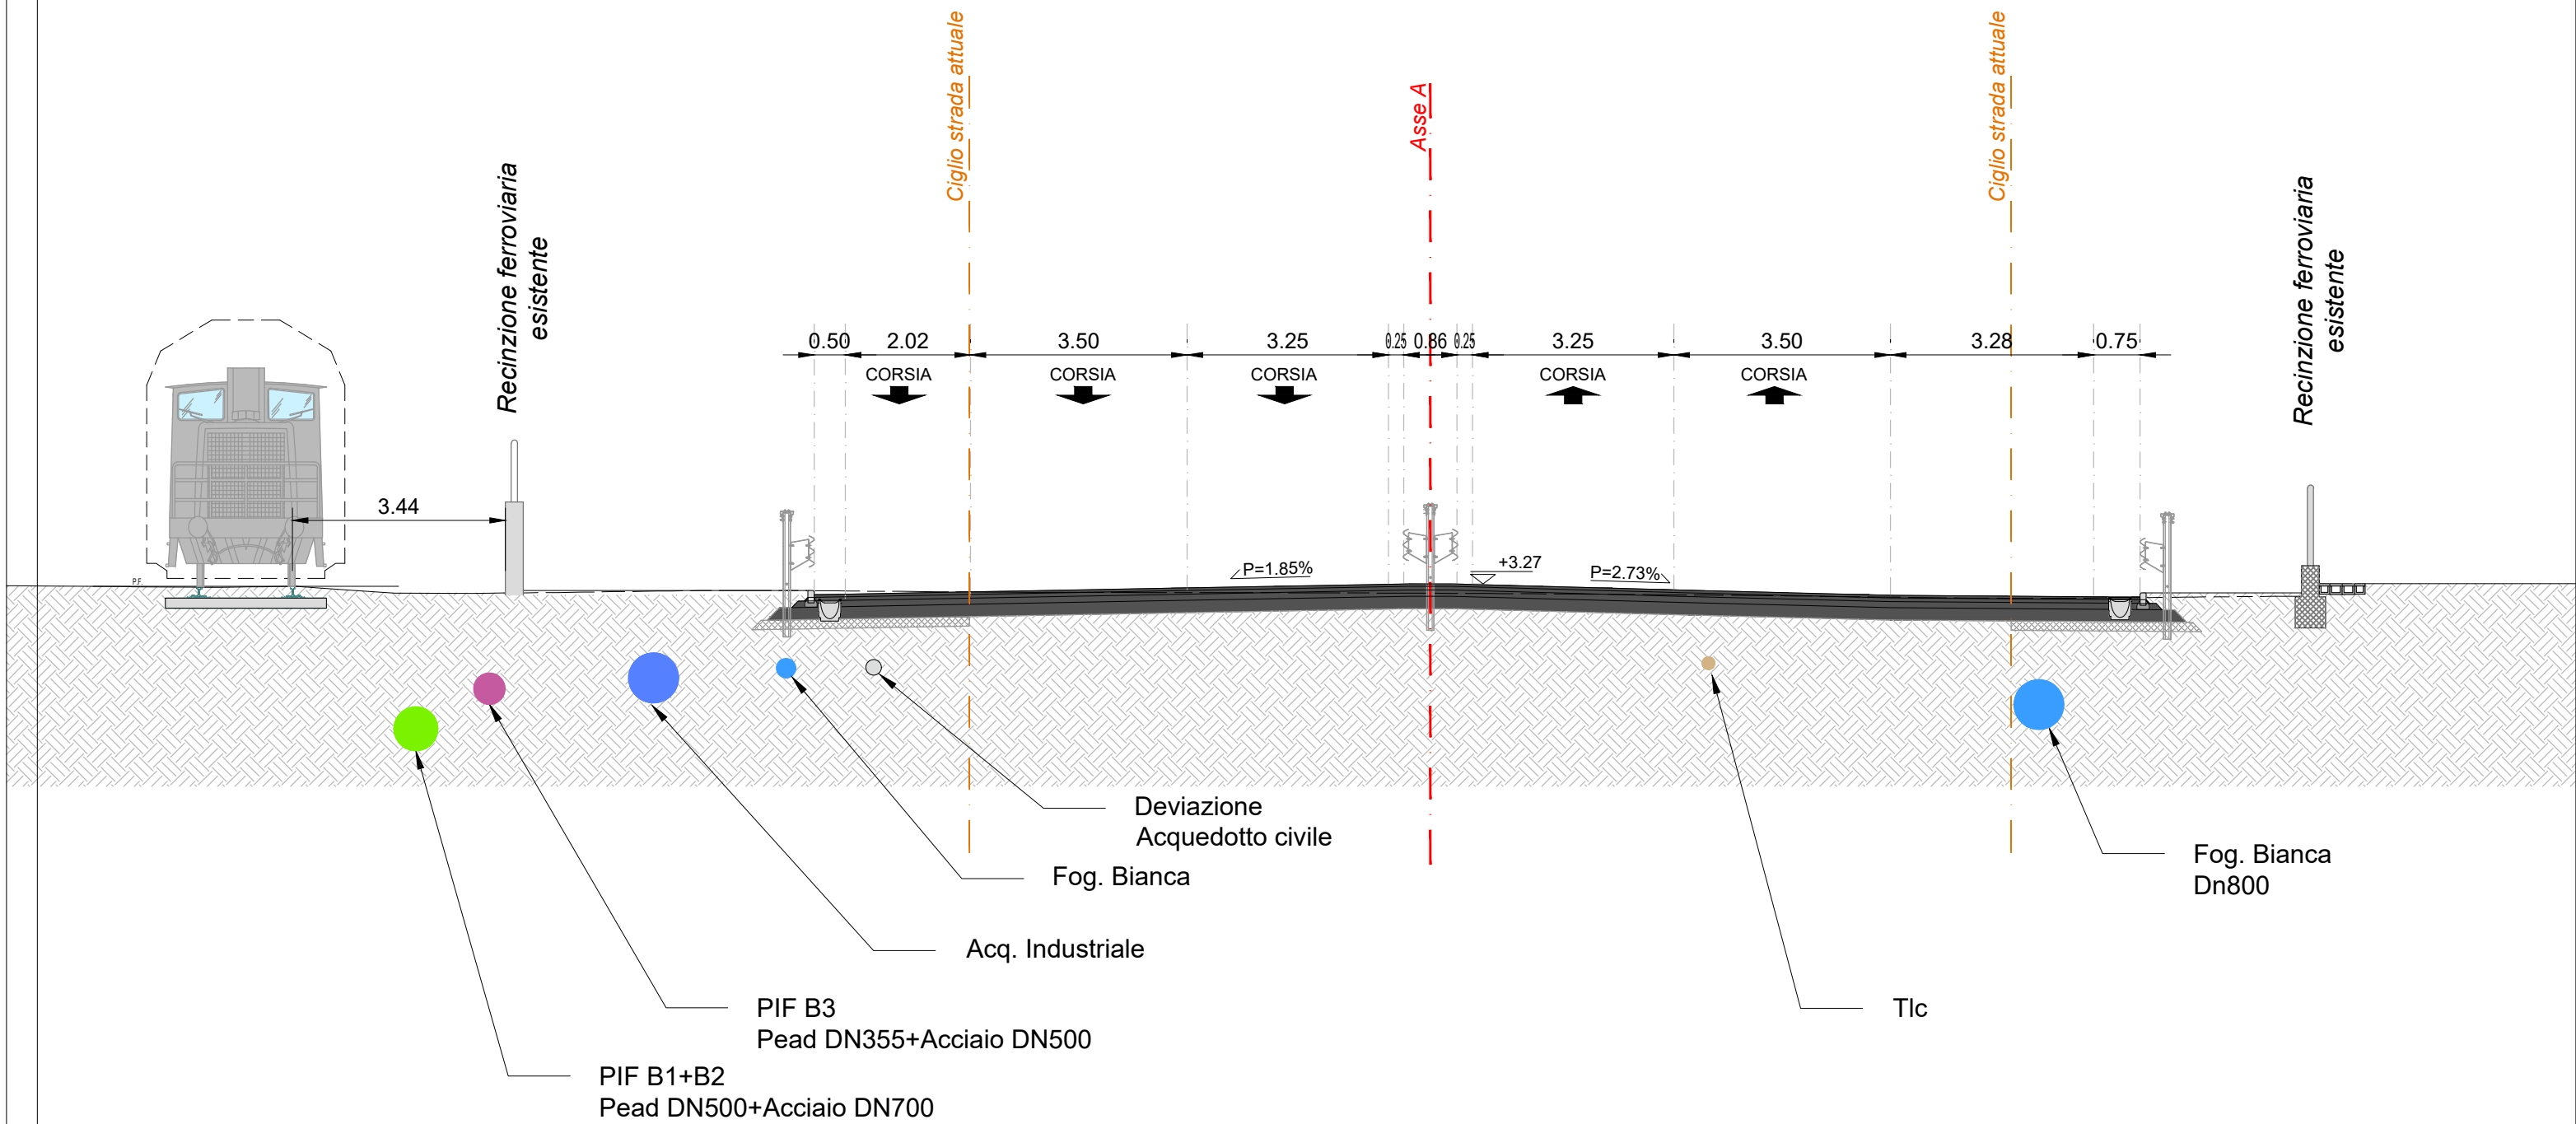 Ciglio strada attuale
Asse A
Ciglio strada attuale
Recinzione ferroviaria
esistente
Recinzione ferroviaria
esistente
0.50 2.02 3.50 3.25 0.25 0.86 0.25 3.25 3.50 3.28 0.75
CORSIA CORSIA CORSIA CORSIA CORSIA
3.44
P.F.
P=1.85%
+3.27
P=2.73%
Deviazione
Acquedotto civile
Fog. Bianca
Fog. Bianca
Dn800
Acq. Industriale
PIF B3
Pead DN355+Acciaio DN500
Tlc
PIF B1+B2
Pead DN500+Acciaio DN700